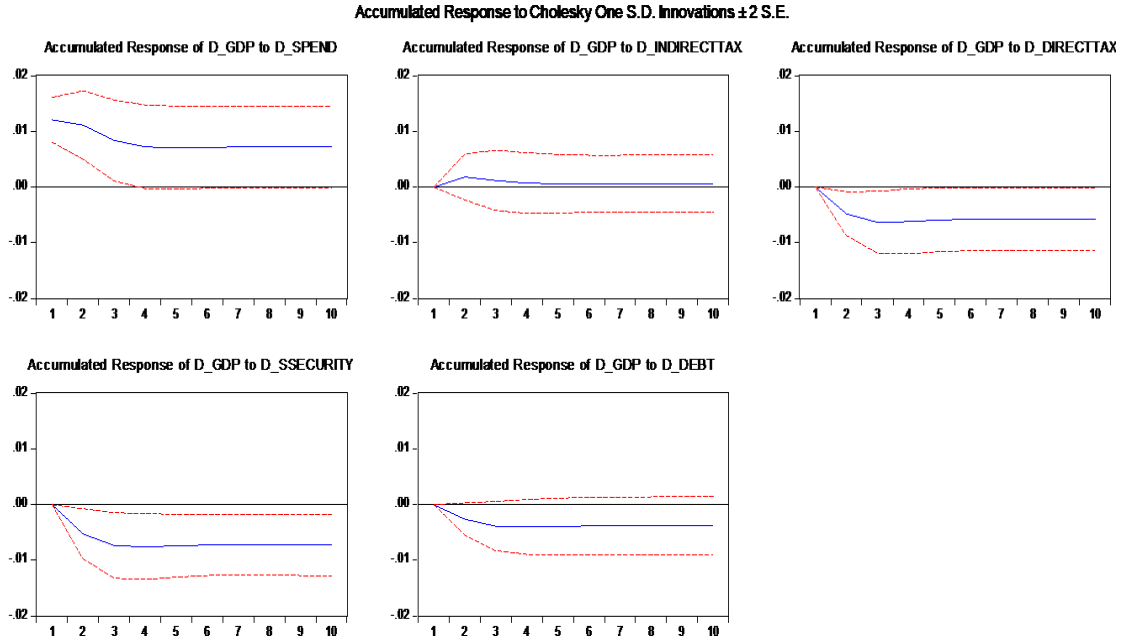 Accumulated Response to Cholesky One S.D. Innovations ± 2 S.E.
Accumulated Response of D_GDP to D_SPEND
.02
.01
.00
-.01
-.02
1 2 3 4 5 6 7 8 9 10
Accumulated Response of D_GDP to D_INDIRECTTAX
.02
.01
.00
-.01
-.02
1 2 3 4 5 6 7 8 9 10
Accumulated Response of D_GDP to D_DIRECTTAX
.02
.01
.00
-.01
-.02
1 2 3 4 5 6 7 8 9 10
Accumulated Response of D_GDP to D_SSECURITY
.02
.01
.00
-.01
-.02
1 2 3 4 5 6 7 8 9 10
Accumulated Response of D_GDP to D_DEBT
.02
.01
.00
-.01
-.02
1 2 3 4 5 6 7 8 9 10